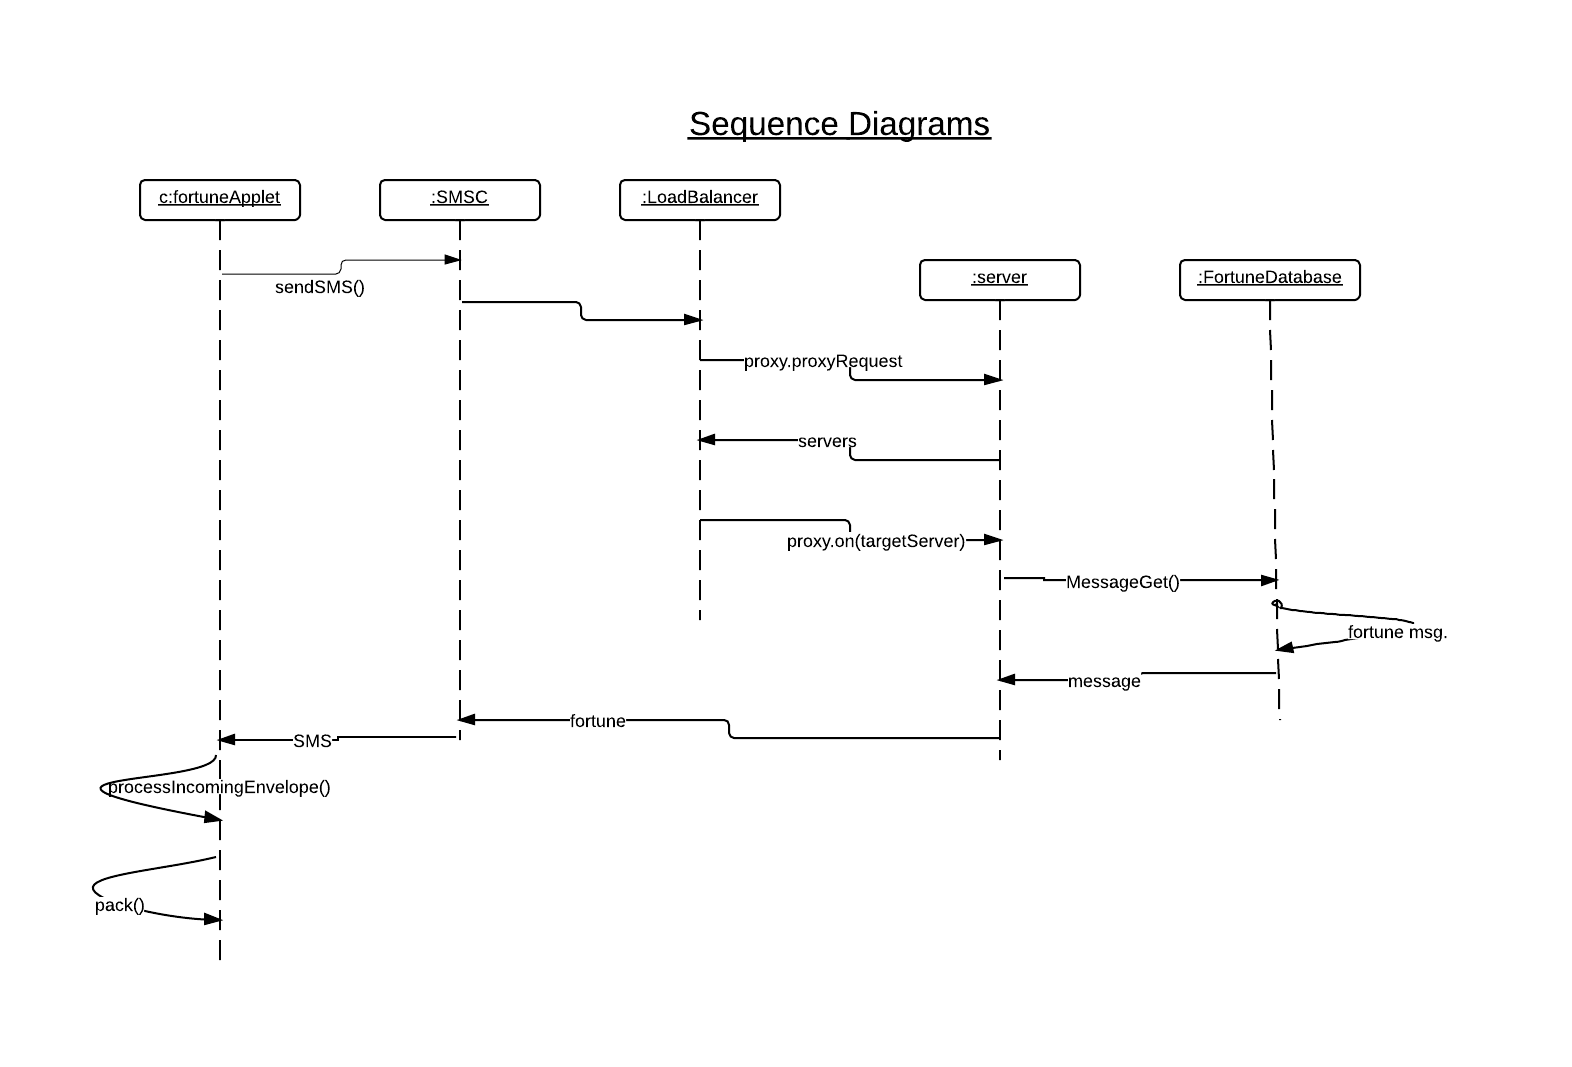 Sequence Diagrams
c:fortuneApplet
:SMSC
:LoadBalancer
:server
:FortuneDatabase
sendSMS()
proxy.proxyRequest
servers
proxy.on(targetServer)
MessageGet()
fortune msg.
message
fortune
SMS
processIncomingEnvelope()
pack()